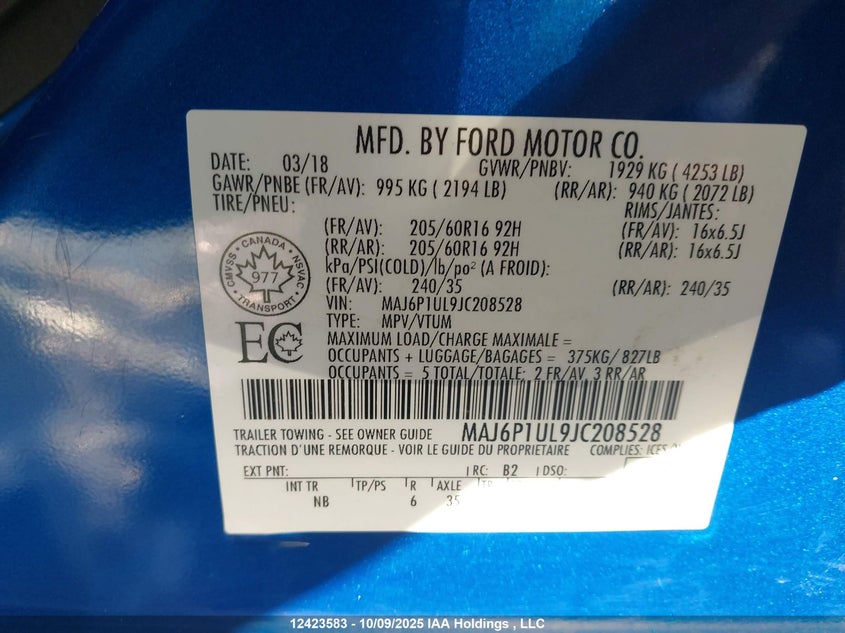 MFD. BY FORD MOTOR CO.
DATE: 03/18 GVWR/PNBV: 1929 KG ( 4253 LB)
GAWR/PNBE (FR/AV): 995 KG ( 2194 LB) (RR/AR): 940 KG ( 2072 LB)
TIRE/PNEU: RIMS/JANTES:
(FR/AV): 205/60R16 92H (FR/AV): 16x6.5J
(RR/AR): 205/60R16 92H (RR/AR): 16x6.5J
kPa/PSI(COLD)/lb/po² (A FROID):
(FR/AV): 240/35 (RR/AR): 240/35
CANADA CMVSS NSVAC 977 TRANSPORT
VIN: MAJ6P1UL9JC208528
TYPE: MPV/VTUM
EC
MAXIMUM LOAD/CHARGE MAXIMALE =
OCCUPANTS + LUGGAGE/BAGAGES = 375KG/ 827LB
OCCUPANTS = 5 TOTAL/TOTALE; 2 FR/AV, 3 RR/AR
TRAILER TOWING - SEE OWNER GUIDE MAJ6P1UL9JC208528
TRACTION D'UNE REMORQUE - VOIR LE GUIDE DU PROPRIETAIRE COMPLIES: ICES
EXT PNT: RC: B2 DSO:
INT TR TP/PS R AXLE
NB 6 35
12423583 - 10/09/2025 IAA Holdings , LLC